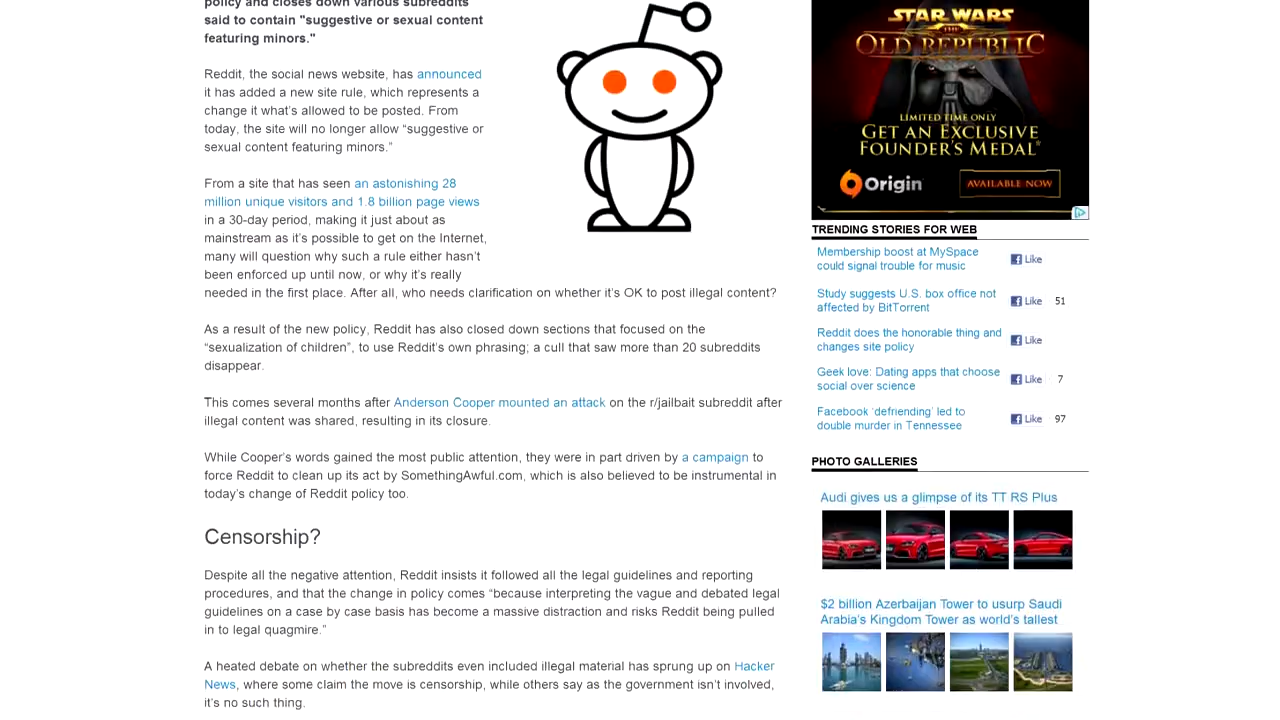 policy and closes down various subreddits
said to contain "suggestive or sexual content
featuring minors."
Reddit, the social news website, has announced
it has added a new site rule, which represents a
change it what's allowed to be posted. From
today, the site will no longer allow “suggestive or
sexual content featuring minors.”
From a site that has seen an astonishing 28
million unique visitors and 1.8 billion page views
in a 30-day period, making it just about as
mainstream as it’s possible to get on the Internet,
many will question why such a rule either hasn’t
been enforced up until now, or why it’s really
needed in the first place. After all, who needs clarification on whether it’s OK to post illegal content?
As a result of the new policy, Reddit has also closed down sections that focused on the
“sexualization of children”, to use Reddit’s own phrasing; a cull that saw more than 20 subreddits
disappear.
This comes several months after Anderson Cooper mounted an attack on the r/jailbait subreddit after
illegal content was shared, resulting in its closure.
While Cooper’s words gained the most public attention, they were in part driven by a campaign to
force Reddit to clean up its act by SomethingAwful.com, which is also believed to be instrumental in
today’s change of Reddit policy too.
Censorship?
Despite all the negative attention, Reddit insists it followed all the legal guidelines and reporting
procedures, and that the change in policy comes “because interpreting the vague and debated legal
guidelines on a case by case basis has become a massive distraction and risks Reddit being pulled
in to legal quagmire.”
A heated debate on whether the subreddits even included illegal material has sprung up on Hacker
News, where some claim the move is censorship, while others say as the government isn’t involved,
it’s no such thing.
STAR WARS
THE
OLD REPUBLIC
LIMITED TIME ONLY
GET AN EXCLUSIVE
FOUNDER'S MEDAL*
Origin
AVAILABLE NOW
TRENDING STORIES FOR WEB
Membership boost at MySpace
could signal trouble for music
Like
Study suggests U.S. box office not
affected by BitTorrent
Like 51
Reddit does the honorable thing and
changes site policy
Like
Geek love: Dating apps that choose
social over science
Like 7
Facebook ‘defriending’ led to
double murder in Tennessee
Like 97
PHOTO GALLERIES
Audi gives us a glimpse of its TT RS Plus
$2 billion Azerbaijan Tower to usurp Saudi
Arabia’s Kingdom Tower as world’s tallest